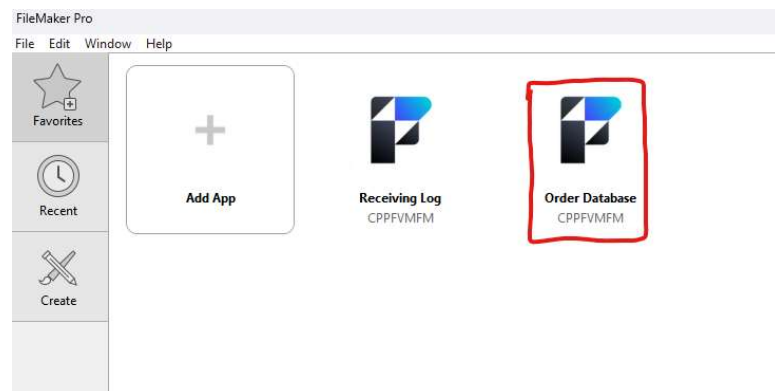 FileMaker Pro
File Edit Window Help
Favorites
Recent
Create
Add App
Receiving Log
CPPFVMFM
Order Database
CPPFVMFM